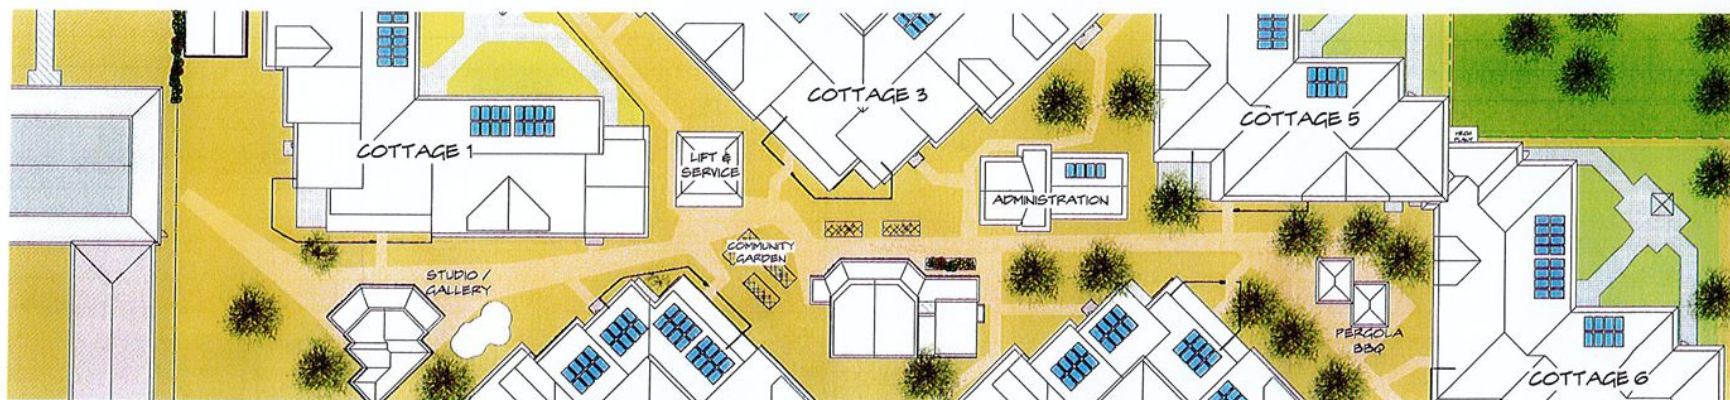 COTTAGE 3
COTTAGE 5
COTTAGE 1
LIFT &
SERVICE
ADMINISTRATION
COMMUNITY
GARDEN
STUDIO /
GALLERY
PERGOLA
BBQ
COTTAGE 6